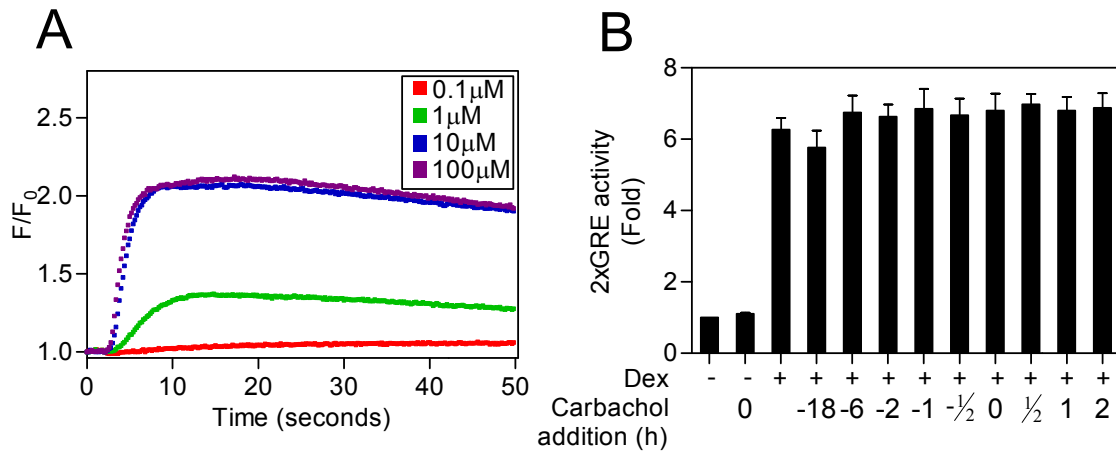 A
0.1µM
1µM
10µM
100µM
2.5
2.0
1.5
1.0
F/F0
0 10 20 30 40 50
Time (seconds)
B
8
6
4
2
0
2xGRE activity
(Fold)
Dex - - + + + + + + + + + +
Carbachol
addition (h) 0 -18 -6 -2 -1 -½ 0 ½ 1 2